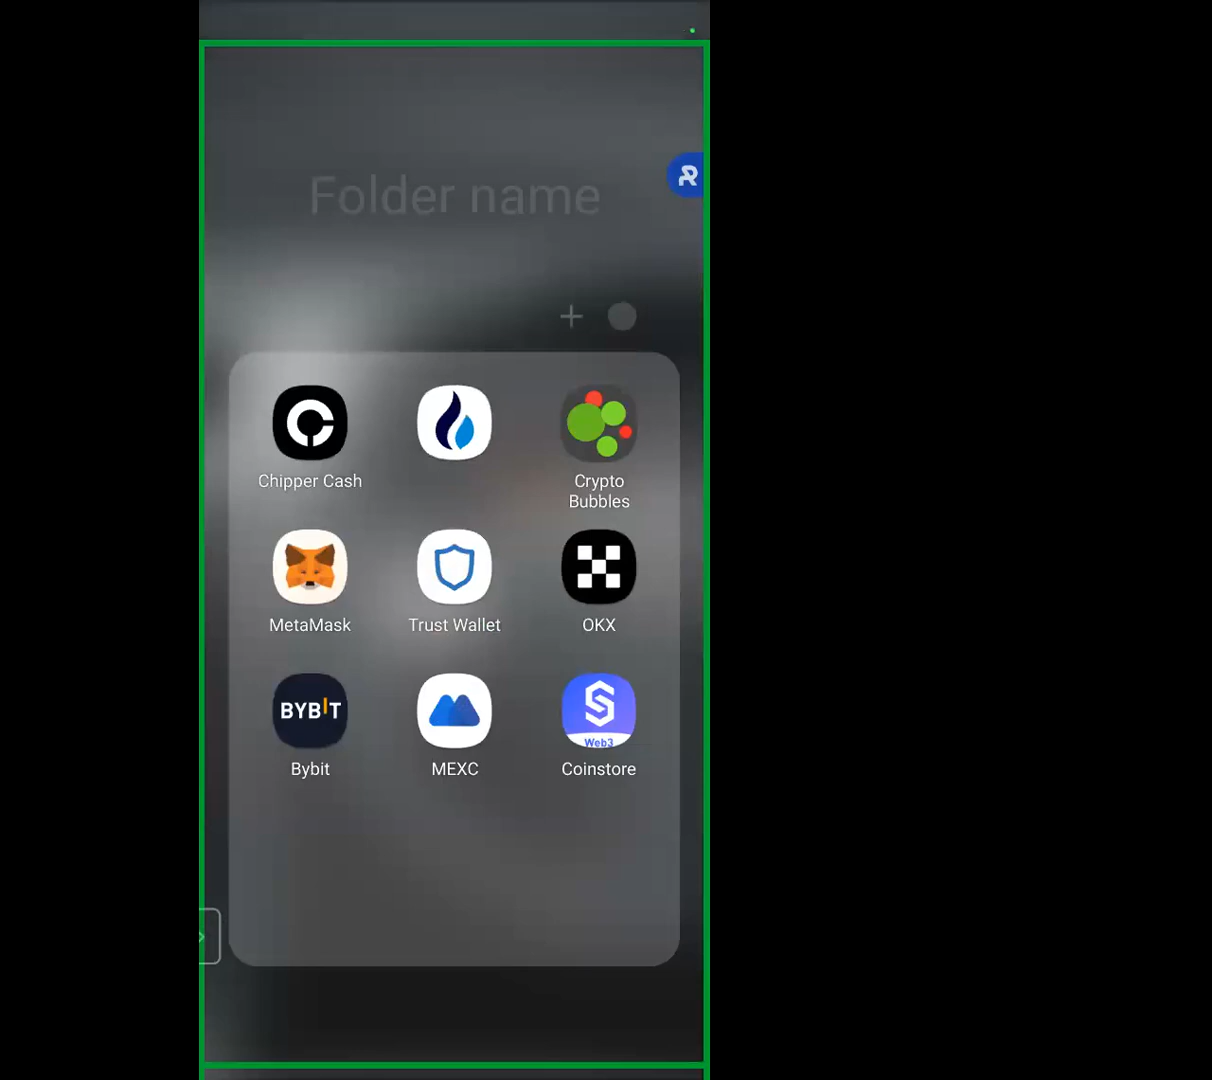 Folder name
Chipper Cash
Crypto
Bubbles
MetaMask
Trust Wallet
OKX
BYBIT
Web3
Bybit
MEXC
Coinstore